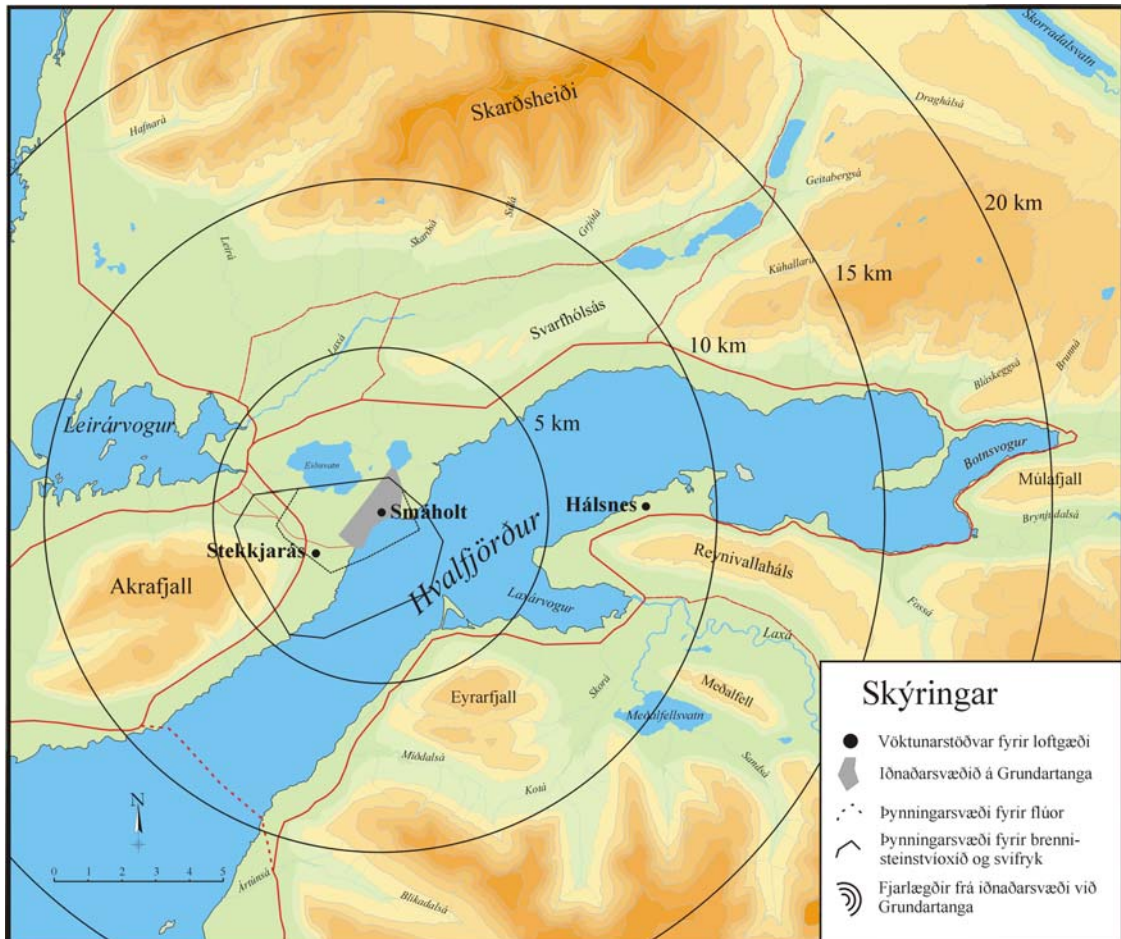 Skorradalsvatn
Skarðsheiði
Draghálsá
Hafnará
Geitabergsá
20 km
Súlá
Skarðsá
Grjótá
Leirá
Kúhallará
15 km
Svarfhólsás
Laxá
10 km
Bláskeggsá
Brunná
Leirárvogur
5 km
Botnsvogur
Eiðisvatn
Múlafjall
Smáholt
Hálsnes
Brynjudalsá
Stekkjarás
Hvalfjörður
Reynivallaháls
Akrafjall
Laxárvogur
Fossá
Laxá
Skorá
Meðalfell
Eyrarfjall
Meðalfellsvatn
Miðdalsá
Sandsá
Kotá
N
0 1 2 3 4 5
Ártúnsá
Blikadalsá
Skýringar
Vöktunarstöðvar fyrir loftgæði
Iðnaðarsvæðið á Grundartanga
Þynningarsvæði fyrir flúor
Þynningarsvæði fyrir brenni-
steinstvíoxíð og svifryk
Fjarlægðir frá iðnaðarsvæði við
Grundartanga